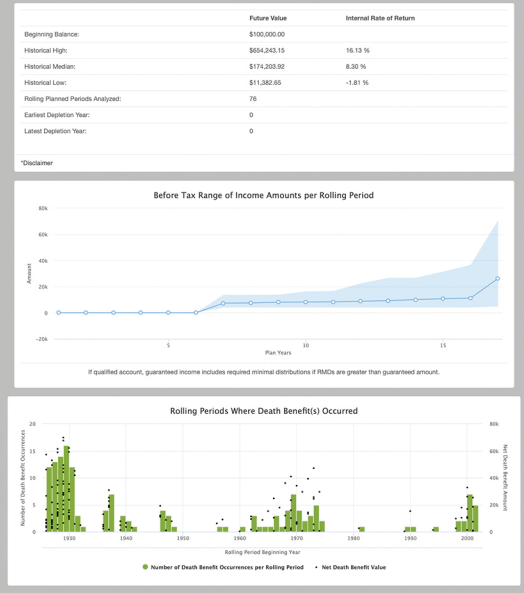 Future Value Internal Rate of Return
Beginning Balance: $100,000.00
Historical High: $654,243.15 16.13 %
Historical Median: $174,203.92 8.30 %
Historical Low: $11,382.65 -1.81 %
Rolling Planned Periods Analyzed: 76
Earliest Depletion Year: 0
Latest Depletion Year: 0
*Disclaimer
Before Tax Range of Income Amounts per Rolling Period
80k
60k
40k
20k
0
-20k
Amount
5 10 15
Plan Years
If qualified account, guaranteed income includes required minimal distributions if RMDs are greater than guaranteed amount.
Rolling Periods Where Death Benefit(s) Occurred
Number of Death Benefit Occurrences
20
15
10
5
0
80k
60k
40k
20k
0
Net Death Benefit Amount
1930 1940 1950 1960 1970 1980 1990 2000
Rolling Period Beginning Year
Number of Death Benefit Occurrences per Rolling Period Net Death Benefit Value